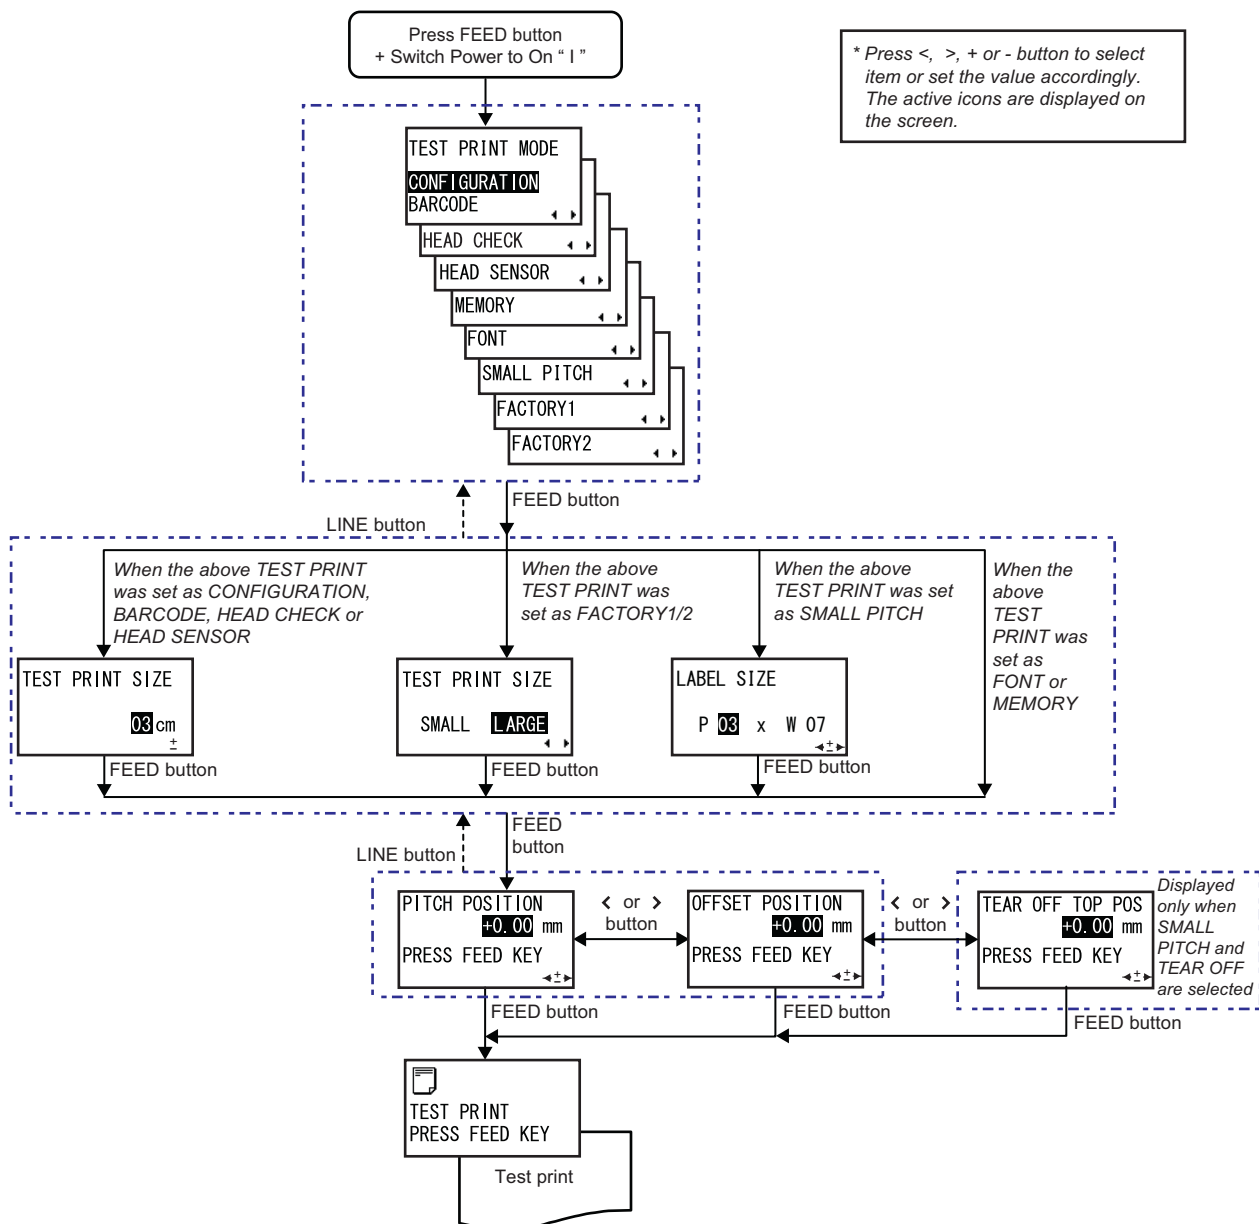 Press FEED button
+ Switch Power to On “ I ”
* Press <, >, + or - button to select
item or set the value accordingly.
The active icons are displayed on
the screen.
TEST PRINT MODE
CONFIGURATION
BARCODE
HEAD CHECK
HEAD SENSOR
MEMORY
FONT
SMALL PITCH
FACTORY1
FACTORY2
FEED button
LINE button
When the above TEST PRINT
was set as CONFIGURATION,
BARCODE, HEAD CHECK or
HEAD SENSOR
When the above
TEST PRINT was
set as FACTORY1/2
When the above
TEST PRINT was set
as SMALL PITCH
When the
above
TEST
PRINT was
set as
FONT or
MEMORY
TEST PRINT SIZE
03 cm
±
TEST PRINT SIZE
SMALL LARGE
LABEL SIZE
P 03 x W 07
±
FEED button
FEED button
FEED button
FEED
button
LINE button
PITCH POSITION
+0.00 mm
PRESS FEED KEY
±
< or >
button
OFFSET POSITION
+0.00 mm
PRESS FEED KEY
±
< or >
button
TEAR OFF TOP POS
+0.00 mm
PRESS FEED KEY
±
Displayed
only when
SMALL
PITCH and
TEAR OFF
are selected
FEED button
FEED button
FEED button
TEST PRINT
PRESS FEED KEY
Test print